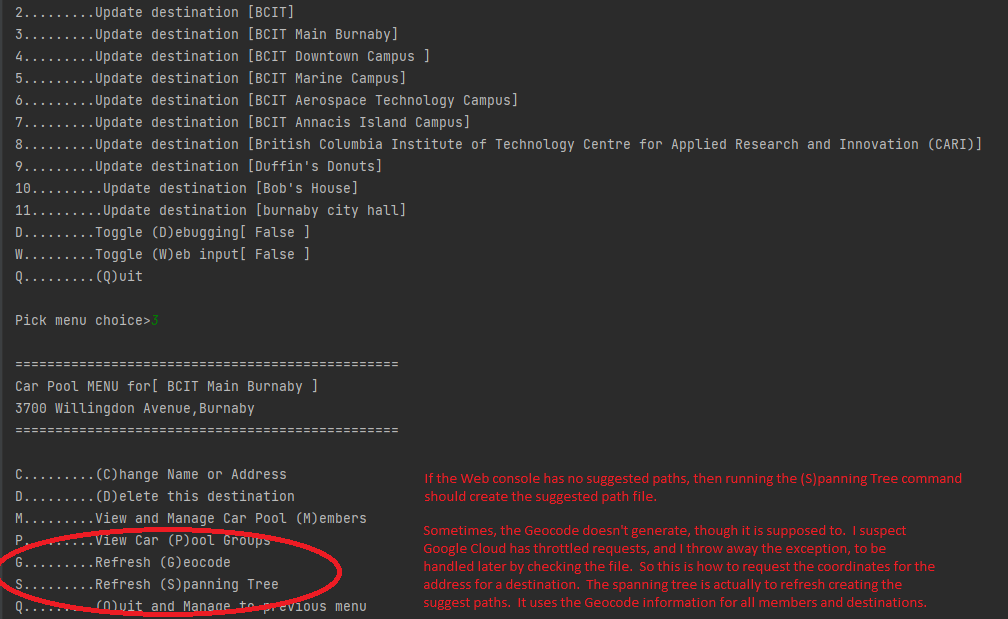 2.........Update destination [BCIT]
3.........Update destination [BCIT Main Burnaby]
4.........Update destination [BCIT Downtown Campus ]
5.........Update destination [BCIT Marine Campus]
6.........Update destination [BCIT Aerospace Technology Campus]
7.........Update destination [BCIT Annacis Island Campus]
8.........Update destination [British Columbia Institute of Technology Centre for Applied Research and Innovation (CARI)]
9.........Update destination [Duffin's Donuts]
10.........Update destination [Bob's House]
11.........Update destination [burnaby city hall]
D.........Toggle (D)ebugging[ False ]
W.........Toggle (W)eb input[ False ]
Q.........(Q)uit
Pick menu choice>3
================================================
Car Pool MENU for[ BCIT Main Burnaby ]
3700 Willingdon Avenue,Burnaby
================================================
C.........(C)hange Name or Address
D.........(D)elete this destination
M.........View and Manage Car Pool (M)embers
P.........View Car (P)ool Groups
G.........Refresh (G)eocode
S.........Refresh (S)panning Tree
Q.........(Q)uit and Manage to previous menu
If the Web console has no suggested paths, then running the (S)panning Tree command
should create the suggested path file.
Sometimes, the Geocode doesn't generate, though it is supposed to. I suspect
Google Cloud has throttled requests, and I throw away the exception, to be
handled later by checking the file. So this is how to request the coordinates for the
address for a destination. The spanning tree is actually to refresh creating the
suggest paths. It uses the Geocode information for all members and destinations.